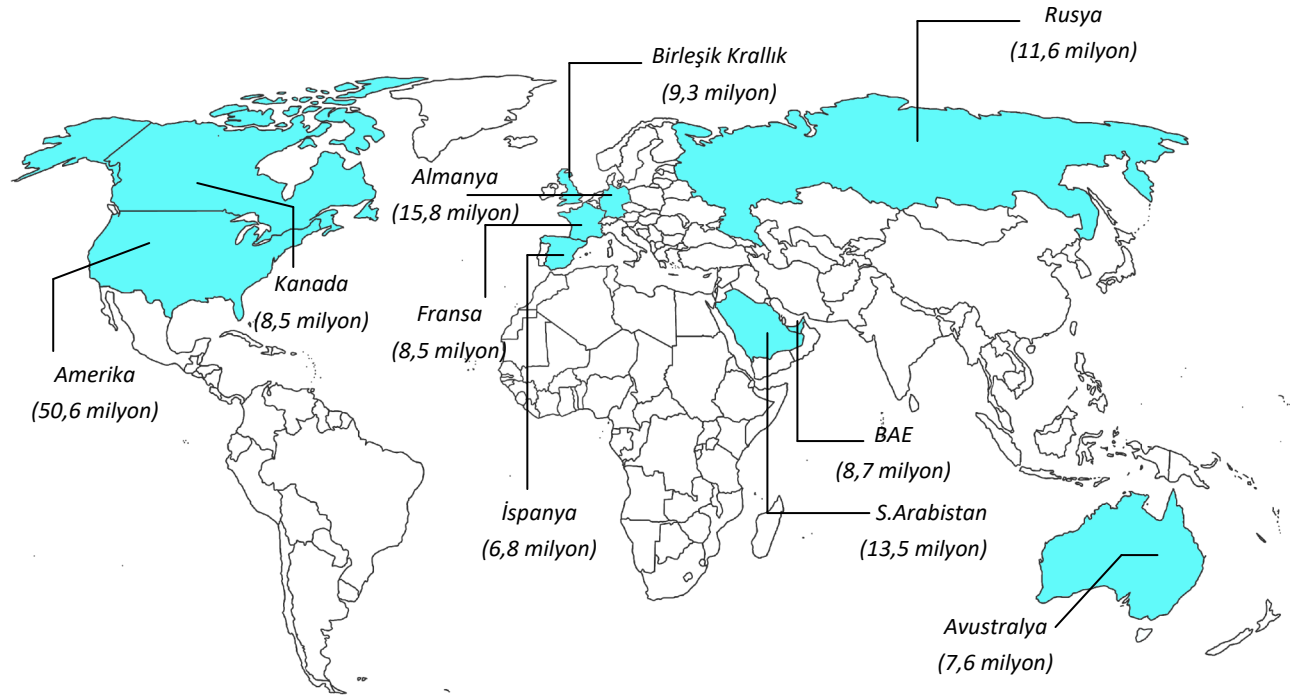 Rusya
(11,6 milyon)
Birleşik Krallık
(9,3 milyon)
Almanya
(15,8 milyon)
Kanada
(8,5 milyon)
Fransa
(8,5 milyon)
Amerika
(50,6 milyon)
BAE
(8,7 milyon)
İspanya
(6,8 milyon)
S.Arabistan
(13,5 milyon)
Avustralya
(7,6 milyon)